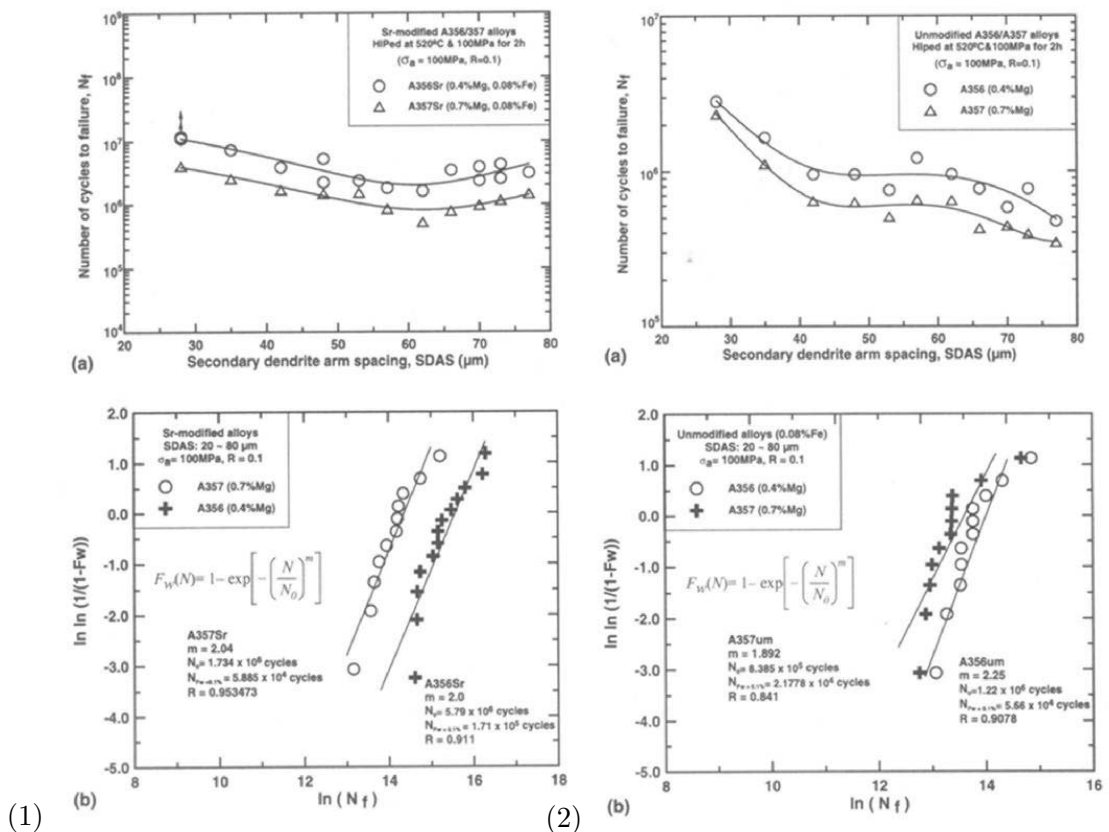 10⁹
10⁸
10⁷
10⁶
10⁵
10⁴
Number of cycles to failure, Nf
Sr-modified A356/357 alloys
HIPed at 520ºC & 100MPa for 2h
(σa = 100MPa, R=0.1)
A356Sr (0.4%Mg, 0.08%Fe)
A357Sr (0.7%Mg, 0.08%Fe)
20 30 40 50 60 70 80
(a) Secondary dendrite arm spacing, SDAS (µm)
10⁷
10⁶
10⁵
Number of cycles to failure, Nf
Unmodified A356/A357 alloys
HIPed at 520ºC&100MPa for 2h
(σa = 100MPa, R=0.1)
A356 (0.4%Mg)
A357 (0.7%Mg)
20 30 40 50 60 70 80
(a) Secondary dendrite arm spacing, SDAS (µm)
2.0
1.0
0.0
-1.0
-2.0
-3.0
-4.0
-5.0
ln ln (1/(1-Fw))
Sr-modified alloys
SDAS: 20 ~ 80 µm
σa= 100MPa, R = 0.1
A357 (0.7%Mg)
A356 (0.4%Mg)
F_W(N)= 1− exp[−(N/N₀)^m]
A357Sr
m = 2.04
= 1.734 x 10⁶ cycles
= 5.885 x 10⁴ cycles
R = 0.953473
A356Sr
m = 2.0
= 5.79 x 10⁶ cycles
= 1.71 x 10⁵ cycles
R = 0.911
8 10 12 14 16 18
(b) ln ( N f )
(1)
2.0
1.0
0.0
-1.0
-2.0
-3.0
-4.0
-5.0
ln ln (1/(1-Fw))
Unmodified alloys (0.08%Fe)
SDAS: 20 ~ 80 µm
σa= 100MPa, R = 0.1
A356 (0.4%Mg)
A357 (0.7%Mg)
F_W(N)= 1− exp[−(N/N₀)^m]
A357um
m = 1.892
= 8.385 x 10⁵ cycles
= 2.1778 x 10⁴ cycles
R = 0.841
A356um
m = 2.25
=1.22 x 10⁶ cycles
= 5.66 x 10⁴ cycles
R = 0.9078
8 10 12 14 16
(b) ln ( N f )
(2)